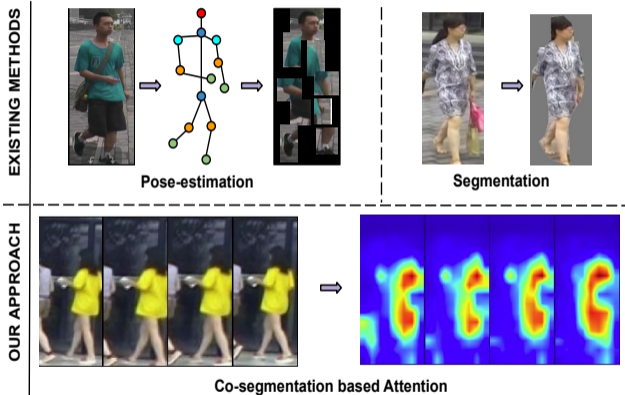 EXISTING METHODS
Pose-estimation
Segmentation
OUR APPROACH
Co-segmentation based Attention